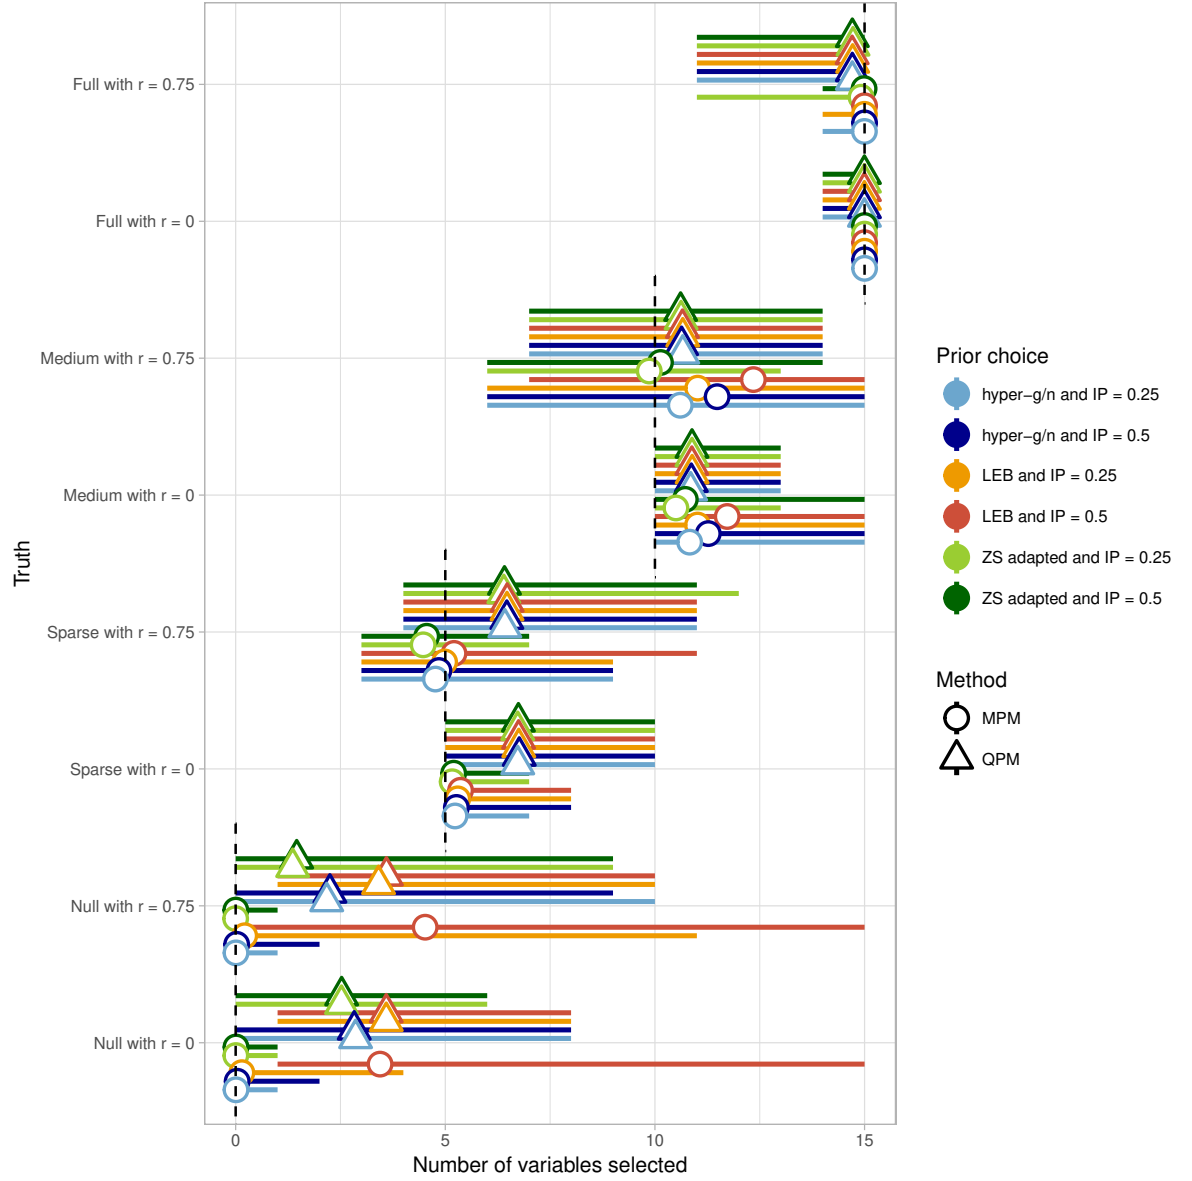 Truth
Full with r = 0.75
Full with r = 0
Medium with r = 0.75
Medium with r = 0
Sparse with r = 0.75
Sparse with r = 0
Null with r = 0.75
Null with r = 0
0
5
10
15
Number of variables selected
Prior choice
hyper−g/n and IP = 0.25
hyper−g/n and IP = 0.5
LEB and IP = 0.25
LEB and IP = 0.5
ZS adapted and IP = 0.25
ZS adapted and IP = 0.5
Method
MPM
QPM